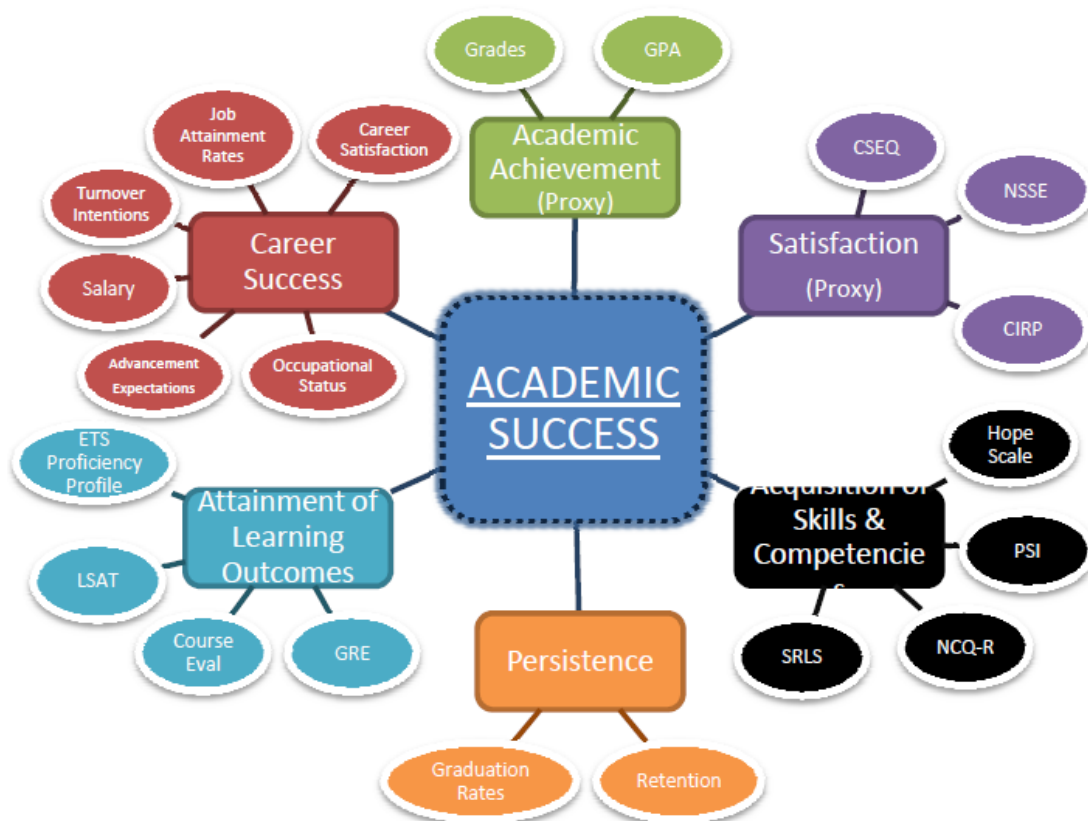 Grades
GPA
Academic
Achievement
(Proxy)
Job
Attainment
Rates
Career
Satisfaction
Turnover
Intentions
Salary
Advancement
Expectations
Occupational
Status
Career
Success
CSEQ
NSSE
CIRP
Satisfaction
(Proxy)
ACADEMIC
SUCCESS
ETS
Proficiency
Profile
LSAT
Course
Eval
GRE
Attainment of
Learning
Outcomes
Hope
Scale
PSI
NCQ-R
SRLS
Acquisition of
Skills &
Competencie
s
Persistence
Graduation
Rates
Retention